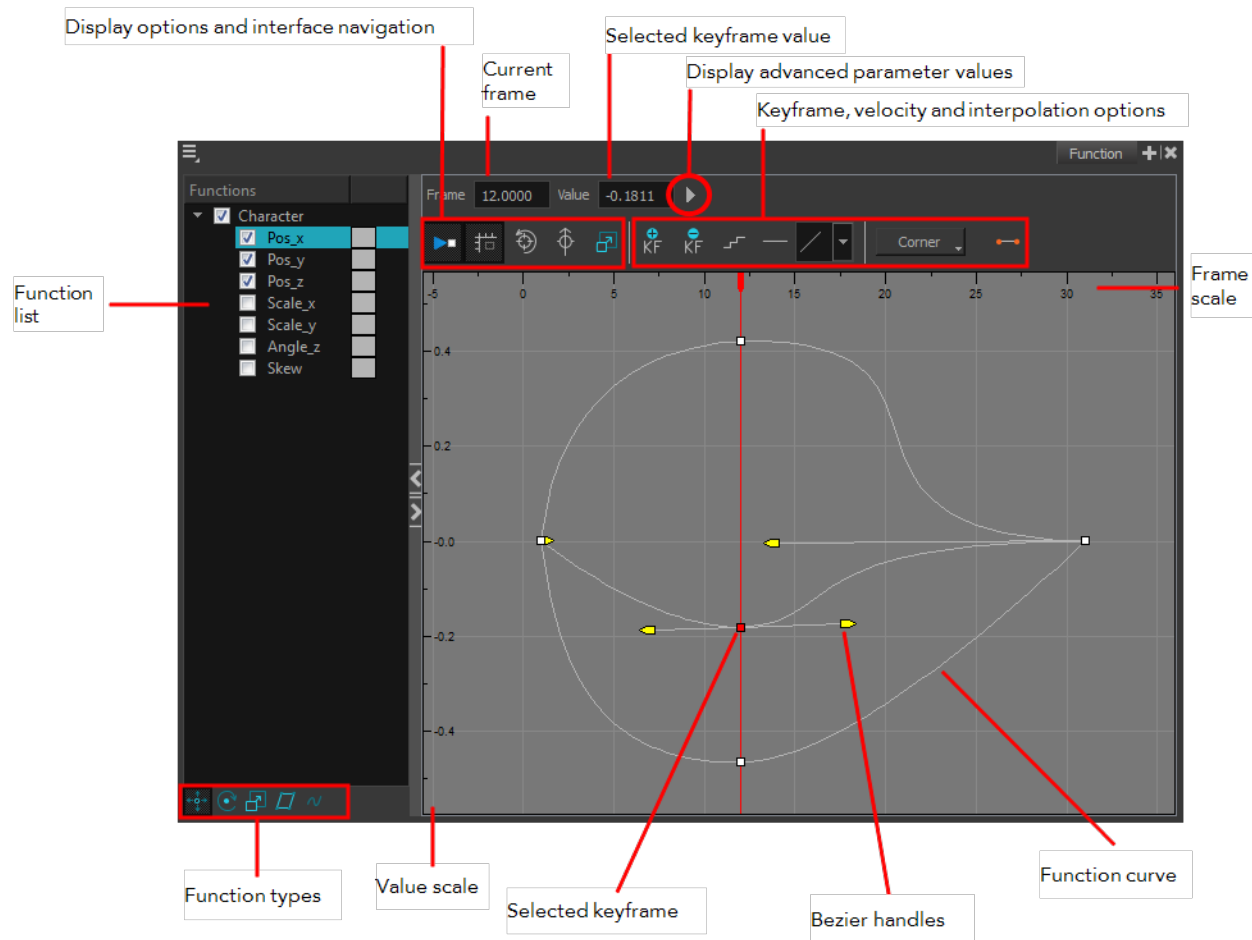 Display options and interface navigation
Selected keyframe value
Current
frame
Display advanced parameter values
Keyframe, velocity and interpolation options
Function
Functions
Frame 12.0000 Value -0.1811
Character
Pos_x
Pos_y
Pos_z
Scale_x
Scale_y
Angle_z
Skew
KF
KF
Corner
Function
list
Frame
scale
-5 0 5 10 15 20 25 30 35
0.4
0.2
-0.0
-0.2
-0.4
Function types
Value scale
Selected keyframe
Bezier handles
Function curve